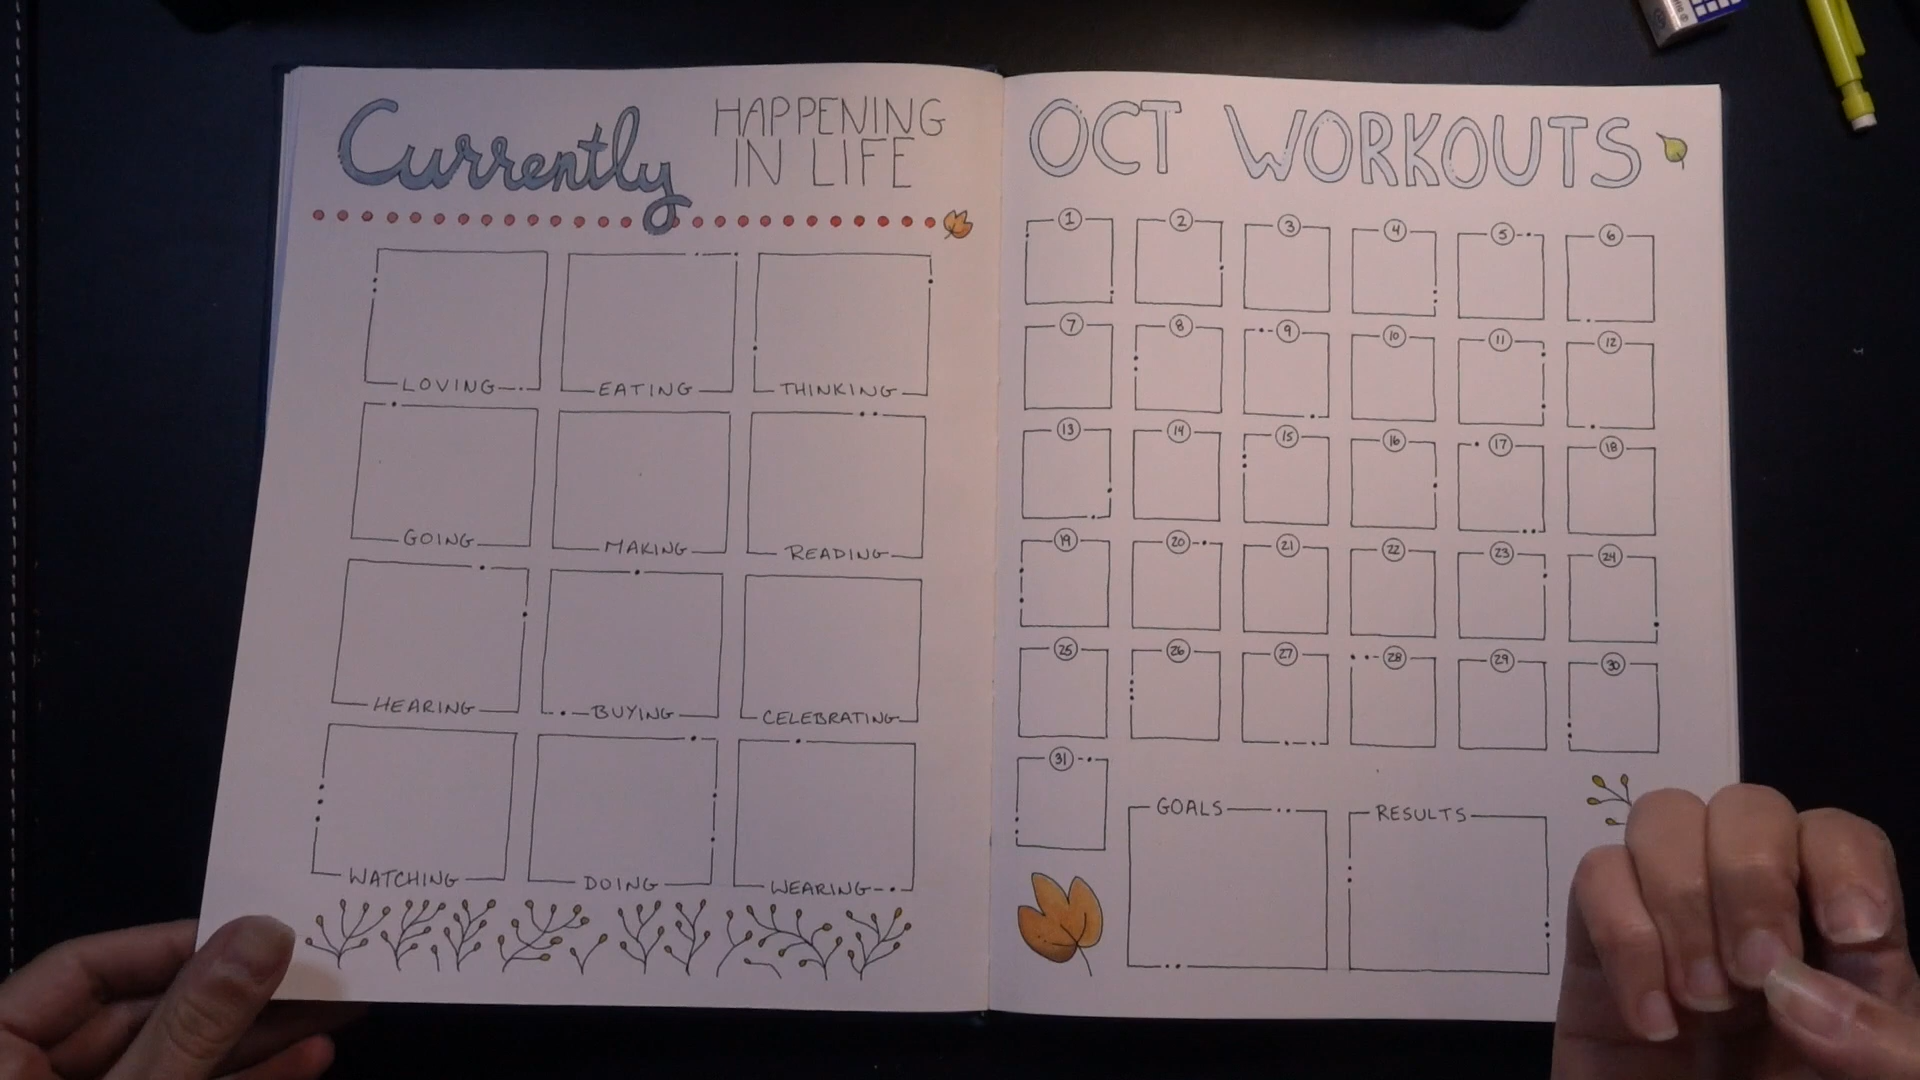 Currently
HAPPENING
IN LIFE
LOVING
EATING
THINKING
GOING
MAKING
READING
HEARING
BUYING
CELEBRATING
WATCHING
DOING
WEARING
OCT WORKOUTS
1 2 3 4 5 6
7 8 9 10 11 12
13 14 15 16 17 18
19 20 21 22 23 24
25 26 27 28 29 30
31
GOALS
RESULTS